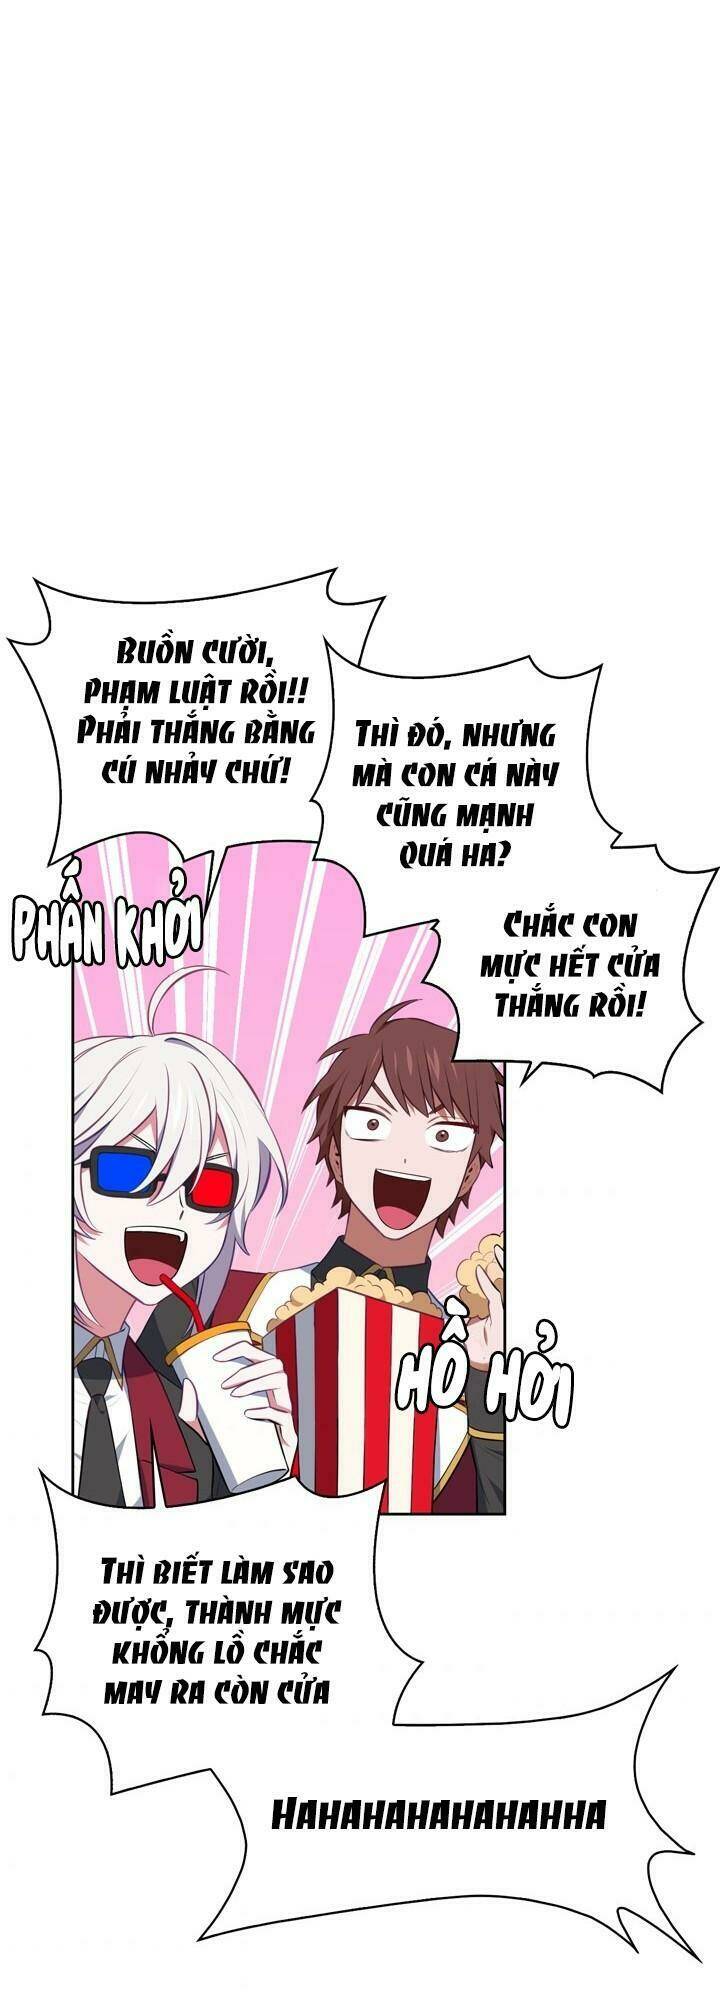 Buồn cười,
Phạm luật rồi!!
Phải thắng bằng
cú nhảy chứ!
Thì đó, nhưng
mà con cá này
cũng mạnh
quá ha?
Chắc con
mực hết cửa
thắng rồi!
PHẤN KHỞI
HỒ HỞI
Thì biết làm sao
được, thành mực
khổng lồ chắc
may ra còn cửa
Hahahahahahahha